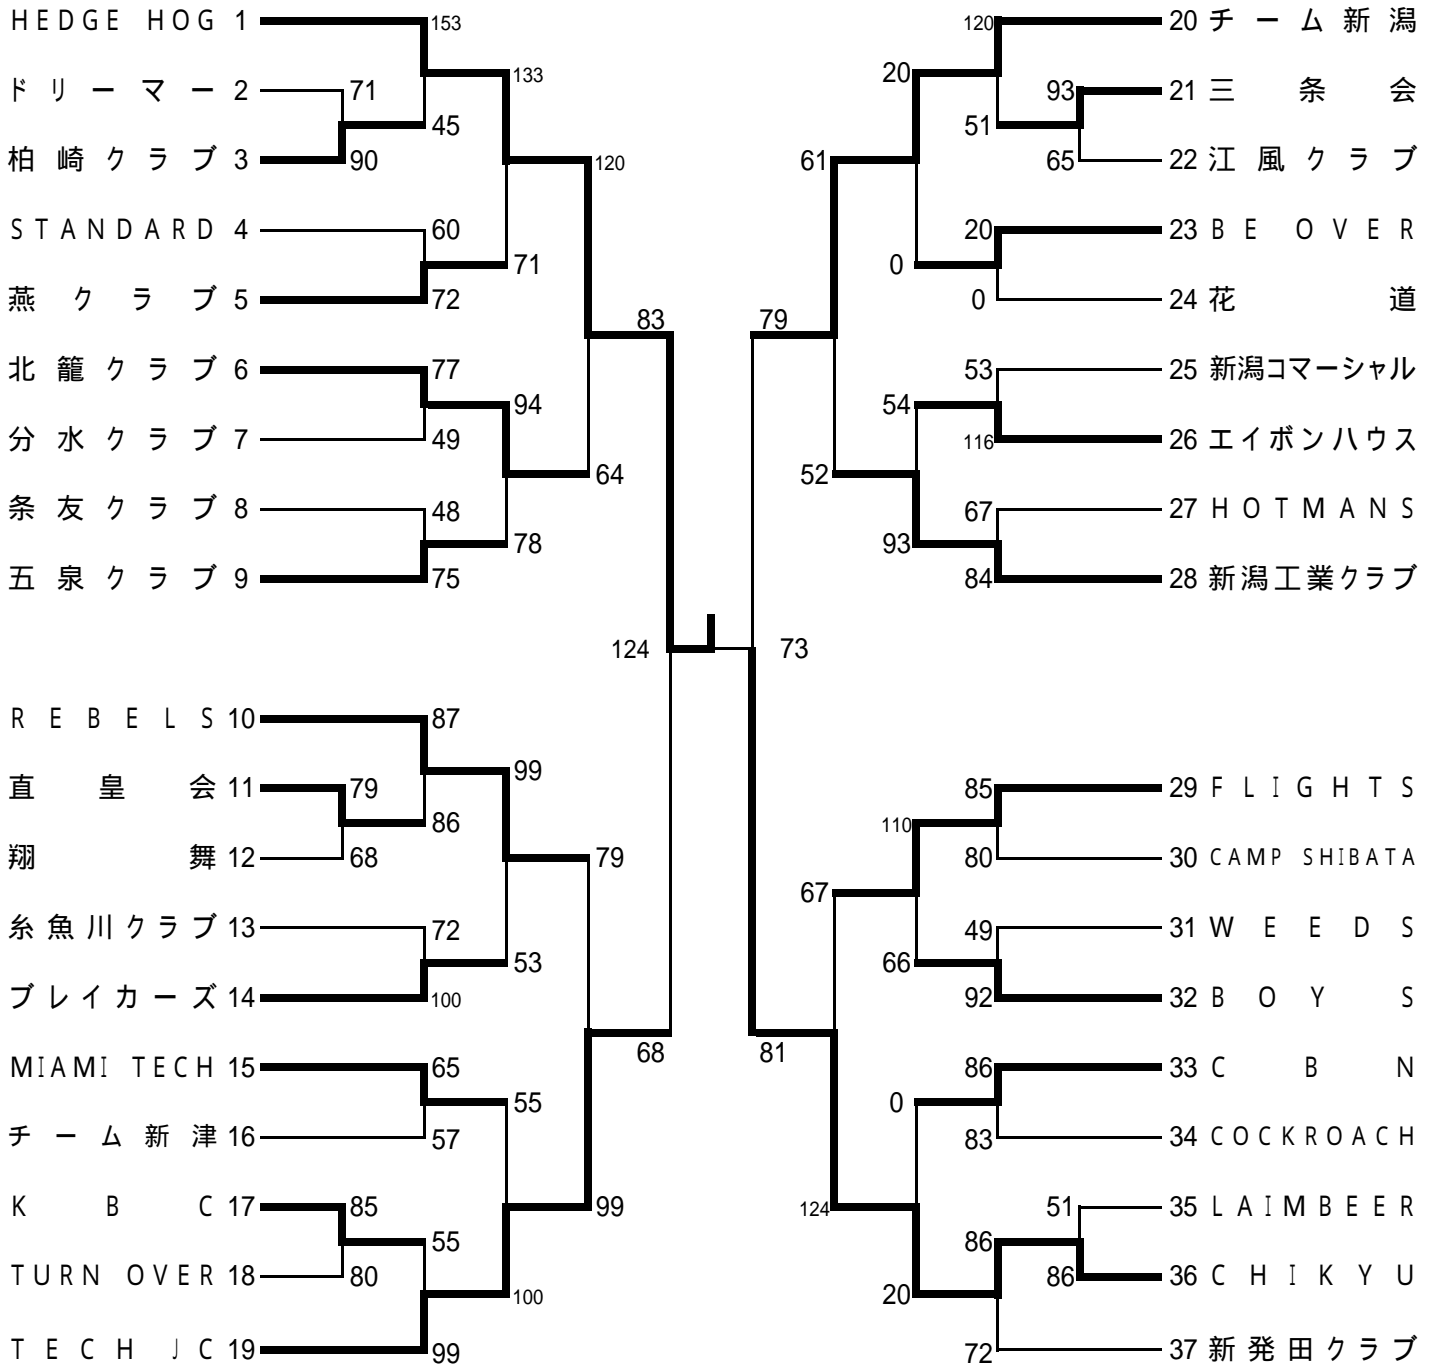 HEDGE HOG 1
153
133
ドリーマー 2
71
45
120
柏崎クラブ 3
90
STANDARD 4
60
71
燕クラブ 5
72
83
北籠クラブ 6
77
94
分水クラブ 7
49
64
条友クラブ 8
48
78
五泉クラブ 9
75
124
REBELS 10
87
99
直皇会 11
79
86
翔舞 12
68
79
糸魚川クラブ 13
72
53
ブレイカーズ 14
100
68
MIAMI TECH 15
65
55
チーム新津 16
57
KBC 17
85
99
55
TURN OVER 18
80
100
TECH JC 19
99
120
20 チーム新潟
20
93
21 三条会
51
61
65
22 江風クラブ
20
23 BE OVER
0
0
24 花道
79
53
25 新潟コマーシャル
54
116
26 エイボンハウス
52
67
27 HOTMANS
93
84
28 新潟工業クラブ
73
85
29 FLIGHTS
110
80
30 CAMP SHIBATA
67
49
31 WEEDS
66
92
32 BOYS
81
86
33 CBN
0
83
34 COCKROACH
124
51
35 LAIMBEER
86
86
36 CHIKYU
20
72
37 新発田クラブ